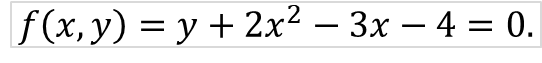 f(x, y) = y + 2x² − 3x − 4 = 0.